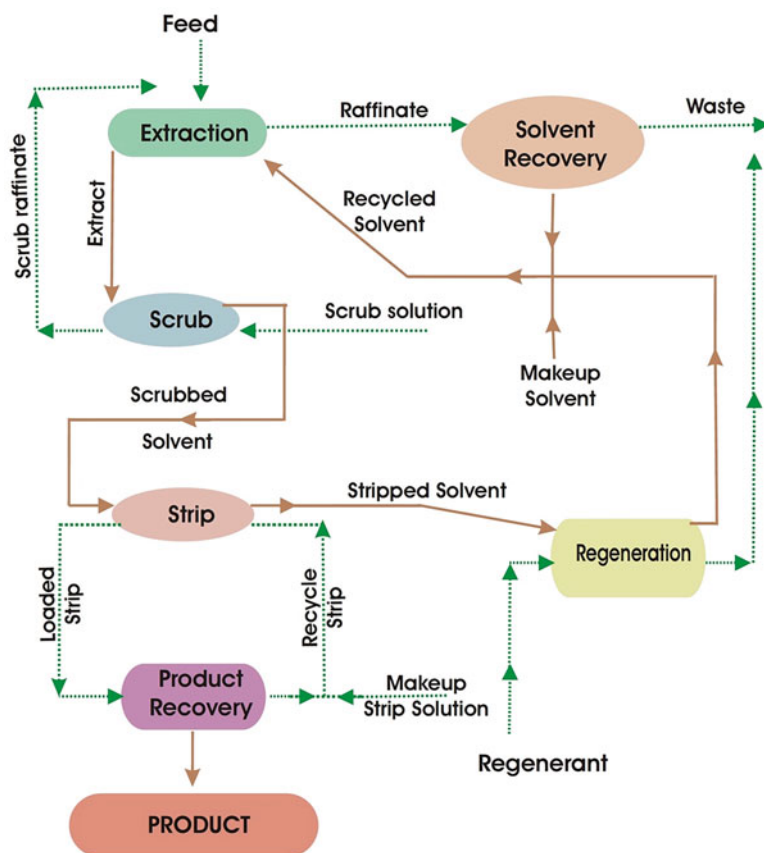 Feed
Extraction
Raffinate
Solvent
Recovery
Waste
Scrub raffinate
Extract
Recycled
Solvent
Scrub
Scrub solution
Makeup
Solvent
Scrubbed
Solvent
Strip
Stripped Solvent
Regeneration
Loaded
Strip
Recycle
Strip
Product
Recovery
Makeup
Strip Solution
Regenerant
PRODUCT